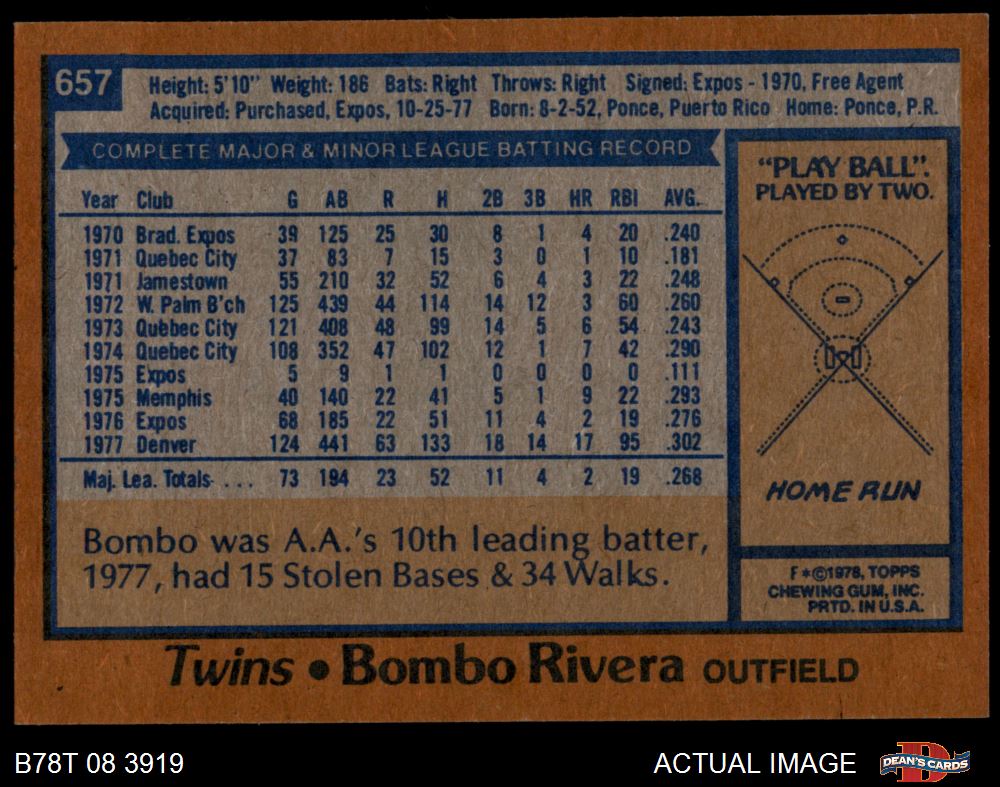 657
Height: 5'10" Weight: 186 Bats: Right Throws: Right Signed: Expos - 1970, Free Agent
Acquired: Purchased, Expos, 10-25-77 Born: 8-2-52, Ponce, Puerto Rico Home: Ponce, P.R.
COMPLETE MAJOR & MINOR LEAGUE BATTING RECORD
Year Club G AB R H 2B 3B HR RBI AVG.
1970 Brad. Expos 39 125 25 30 8 1 4 20 .240
1971 Quebec City 37 83 7 15 3 0 1 10 .181
1971 Jamestown 55 210 32 52 6 4 3 22 .248
1972 W. Palm B'ch 125 439 44 114 14 12 3 60 .260
1973 Quebec City 121 408 48 99 14 5 6 54 .243
1974 Quebec City 108 352 47 102 12 1 7 42 .290
1975 Expos 5 9 1 1 0 0 0 0 .111
1975 Memphis 40 140 22 41 5 1 9 22 .293
1976 Expos 68 185 22 51 11 4 2 19 .276
1977 Denver 124 441 63 133 18 14 17 95 .302
Maj. Lea. Totals . . . 73 194 23 52 11 4 2 19 .268
Bombo was A.A.'s 10th leading batter,
1977, had 15 Stolen Bases & 34 Walks.
"PLAY BALL".
PLAYED BY TWO.
HOME RUN
F*©1978, TOPPS
CHEWING GUM, INC.
PRTD. IN U.S.A.
Twins • Bombo Rivera OUTFIELD
B78T 08 3919
ACTUAL IMAGE
DEAN'S CARDS